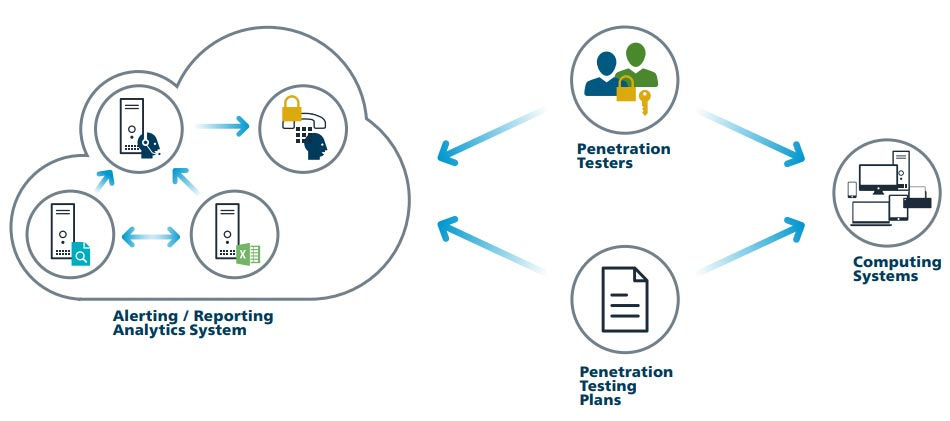 Penetration
Testers
Computing
Systems
Alerting / Reporting
Analytics System
Penetration
Testing
Plans
X